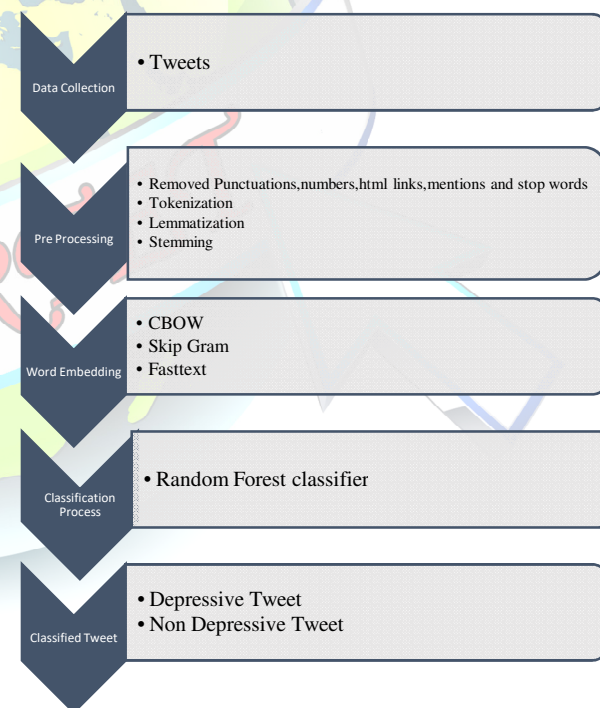 Data Collection
• Tweets
Pre Processing
• Removed Punctuations,numbers,html links,mentions and stop words
• Tokenization
• Lemmatization
• Stemming
Word Embedding
• CBOW
• Skip Gram
• Fasttext
Classification
Process
• Random Forest classifier
Classified Tweet
• Depressive Tweet
• Non Depressive Tweet